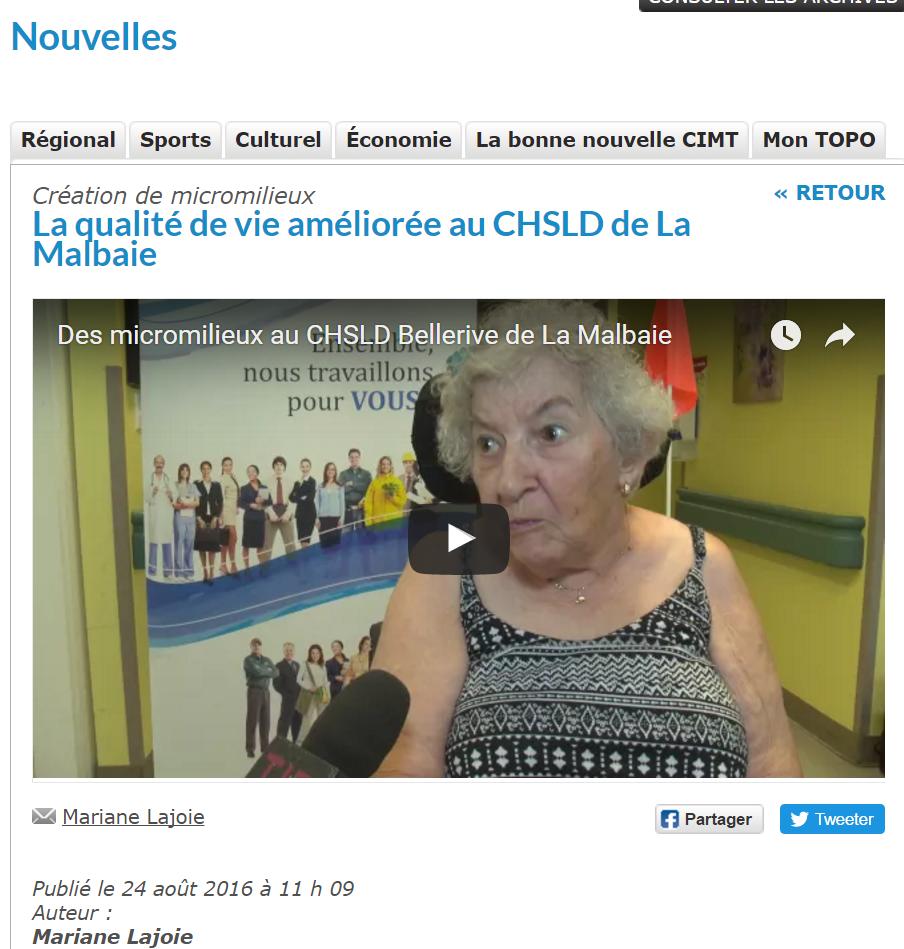 CONSULTER LES ARCHIVES
Nouvelles
Régional Sports Culturel Économie La bonne nouvelle CIMT Mon TOPO
Création de micromilieux
« RETOUR
La qualité de vie améliorée au CHSLD de La
Malbaie
Des micromilieux au CHSLD Bellerive de La Malbaie
Ensemble,
nous travaillons
pour VOUS
Mariane Lajoie
Partager
Tweeter
Publié le 24 août 2016 à 11 h 09
Auteur :
Mariane Lajoie